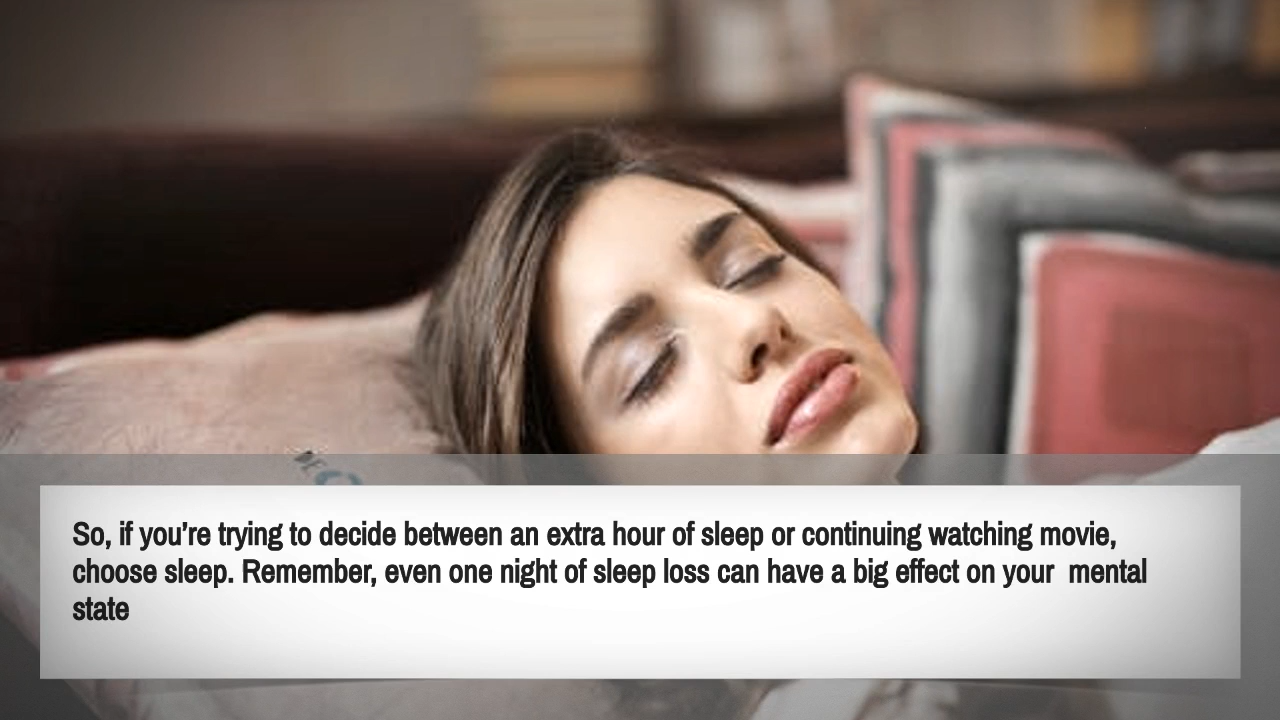 So, if you're trying to decide between an extra hour of sleep or continuing watching movie,
choose sleep. Remember, even one night of sleep loss can have a big effect on your  mental
state